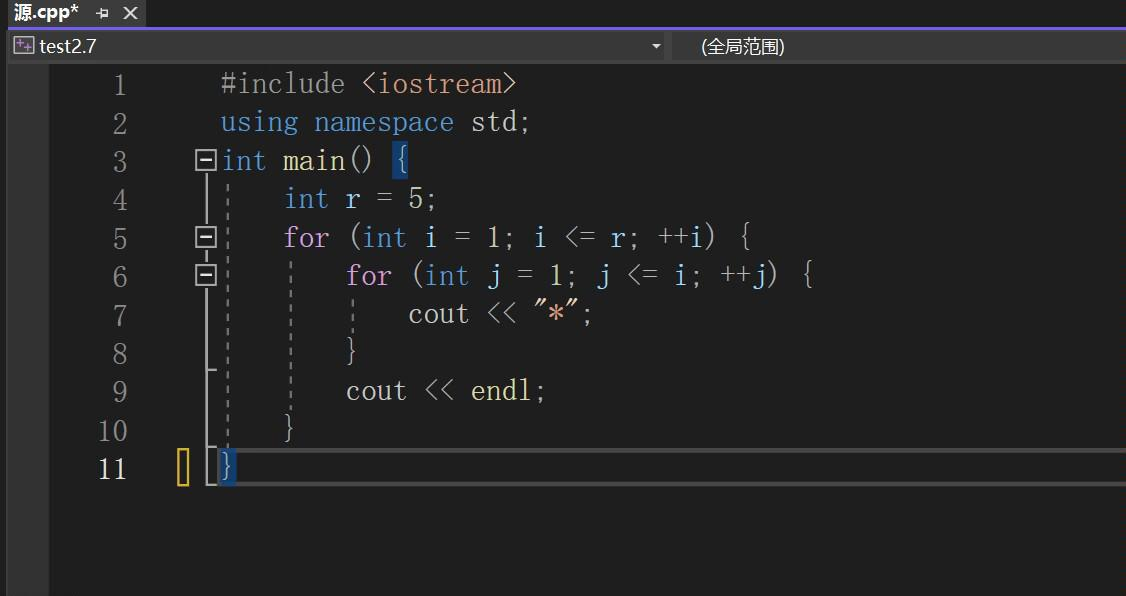 源.cpp*
test2.7 (全局范围)
1 #include <iostream>
2 using namespace std;
3 int main() {
4 int r = 5;
5 for (int i = 1; i <= r; ++i) {
6 for (int j = 1; j <= i; ++j) {
7 cout << "*";
8 }
9 cout << endl;
10 }
11 }